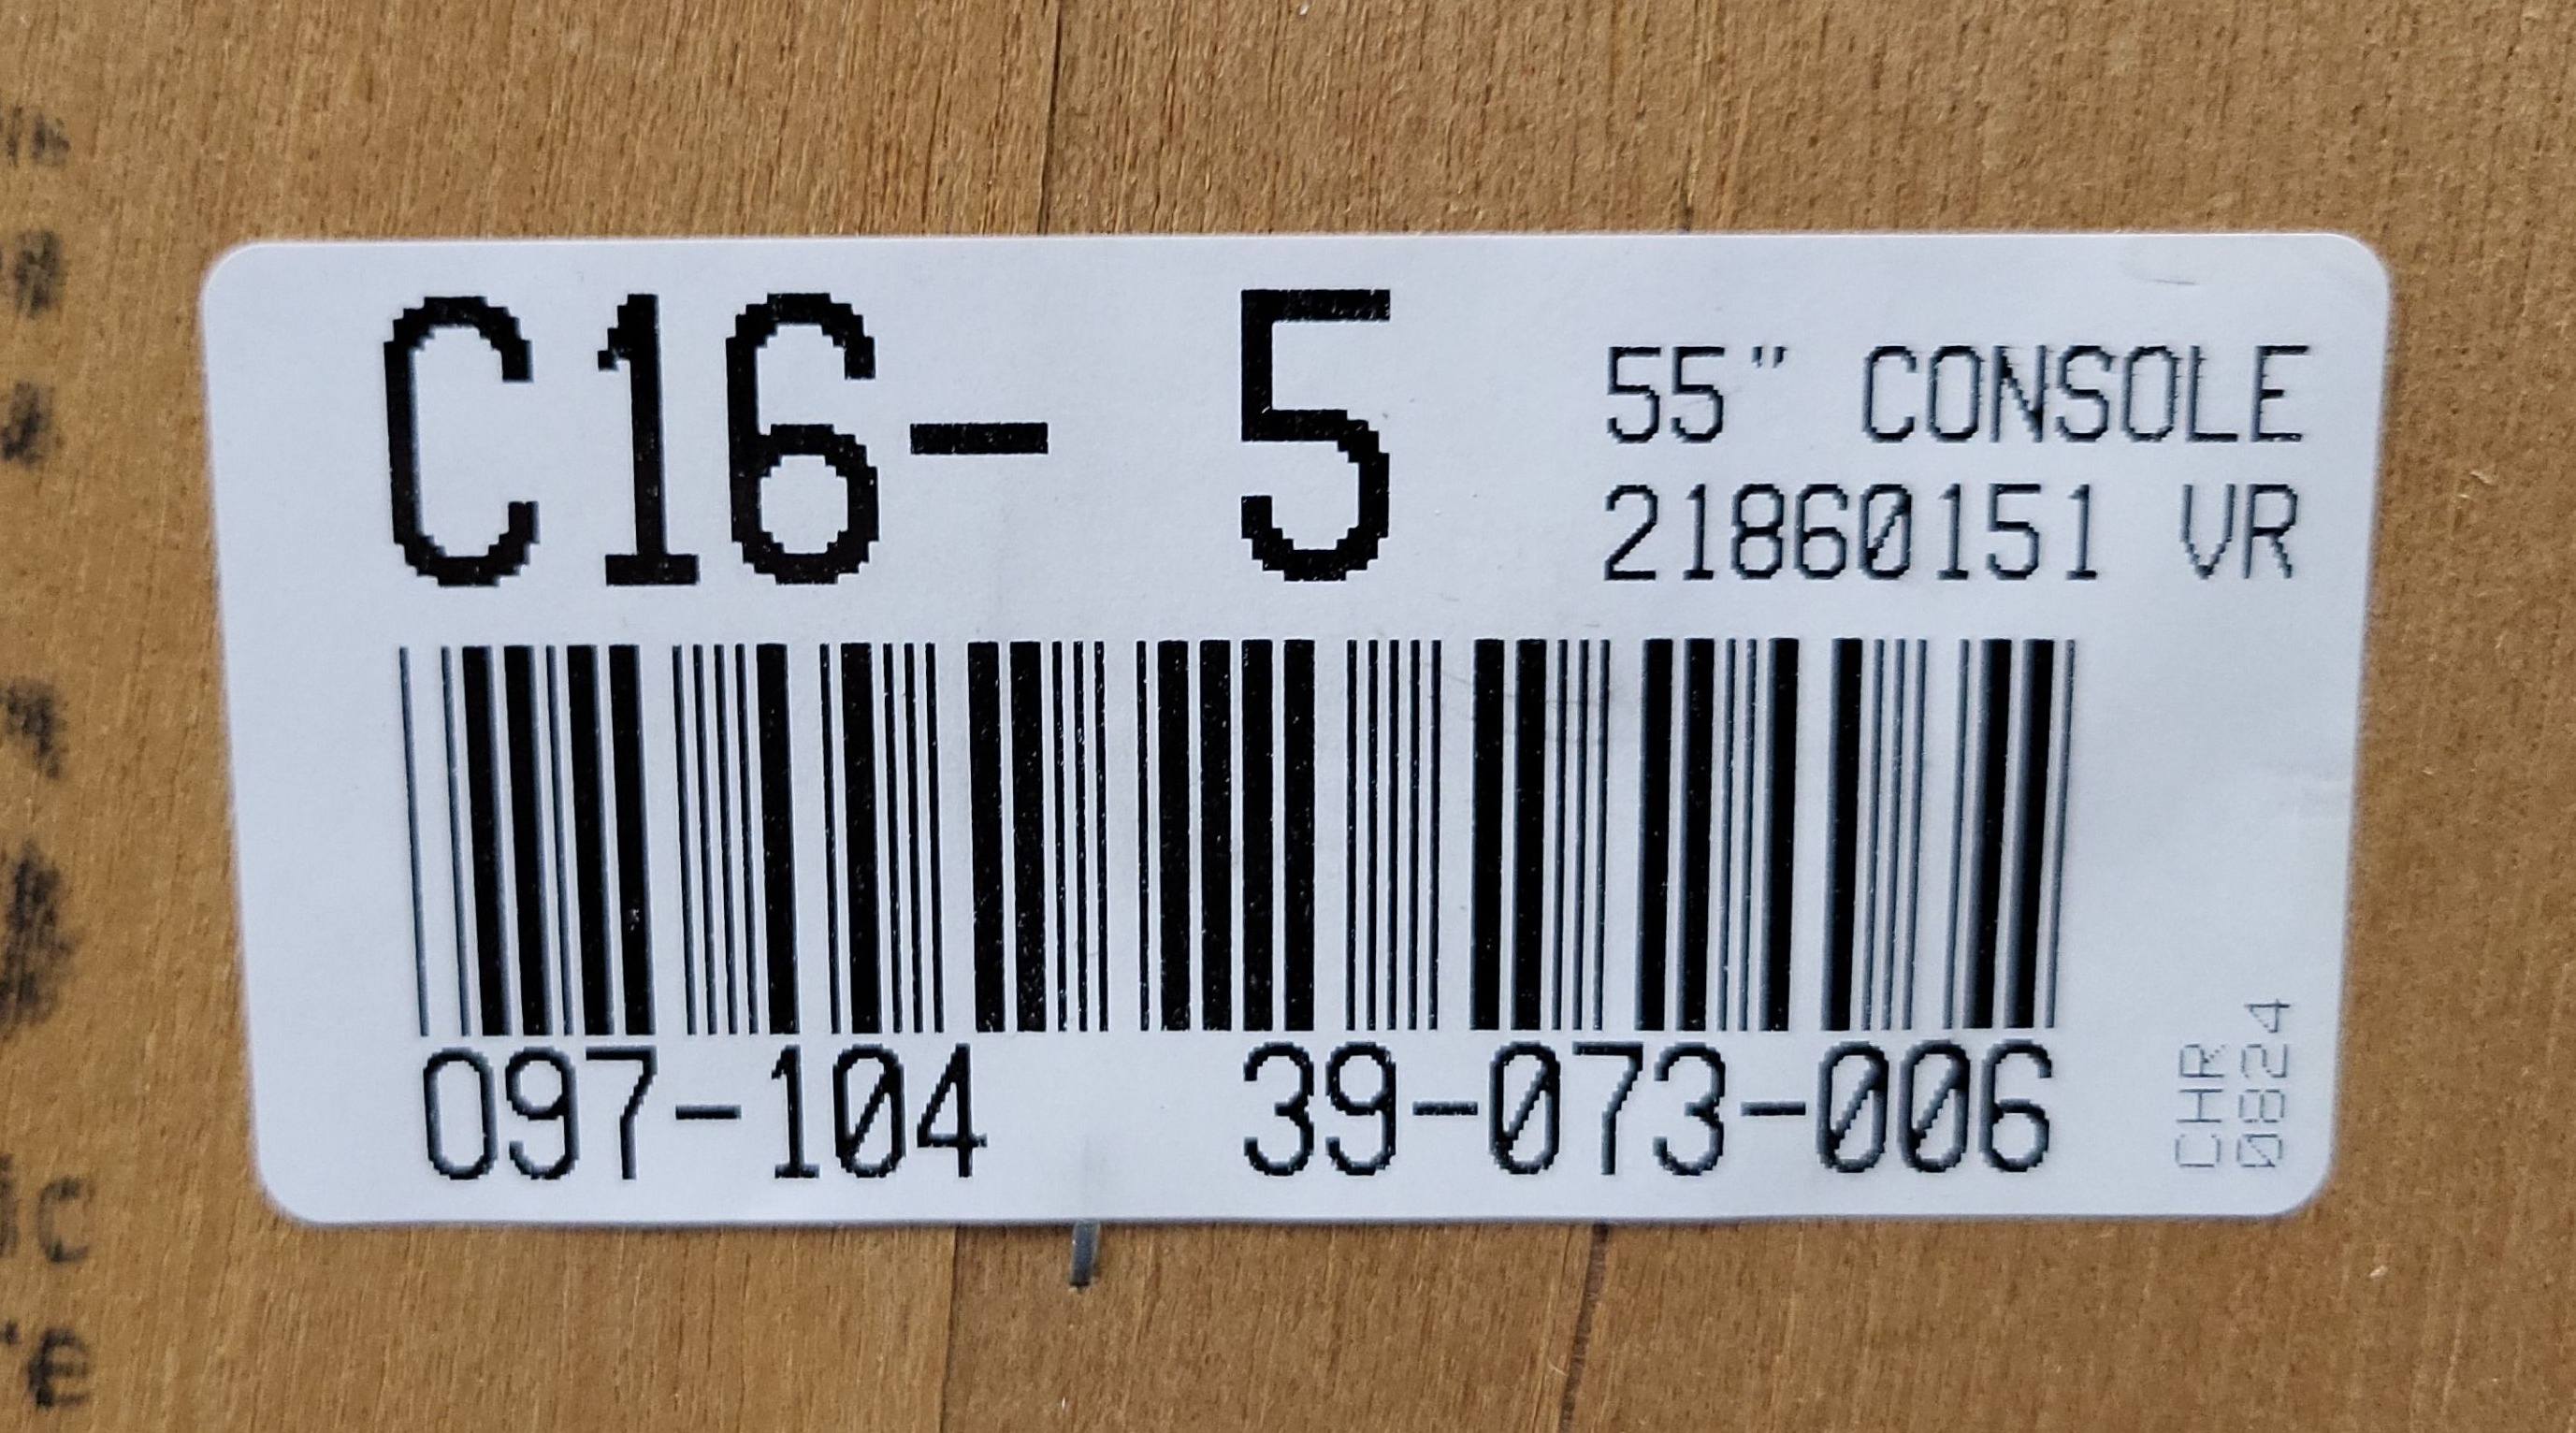 C16- 5
55" CONSOLE
21860151 VR
097-104 39-073-006
CHR
0824